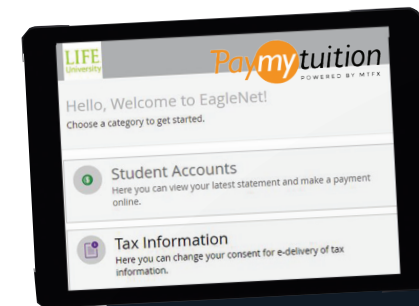 LIFE
University
Paymytuition
POWERED BY MTFX
Hello, Welcome to EagleNet!
Choose a category to get started.
Student Accounts
Here you can view your latest statement and make a payment
online.
Tax Information
Here you can change your consent for e-delivery of tax
information.